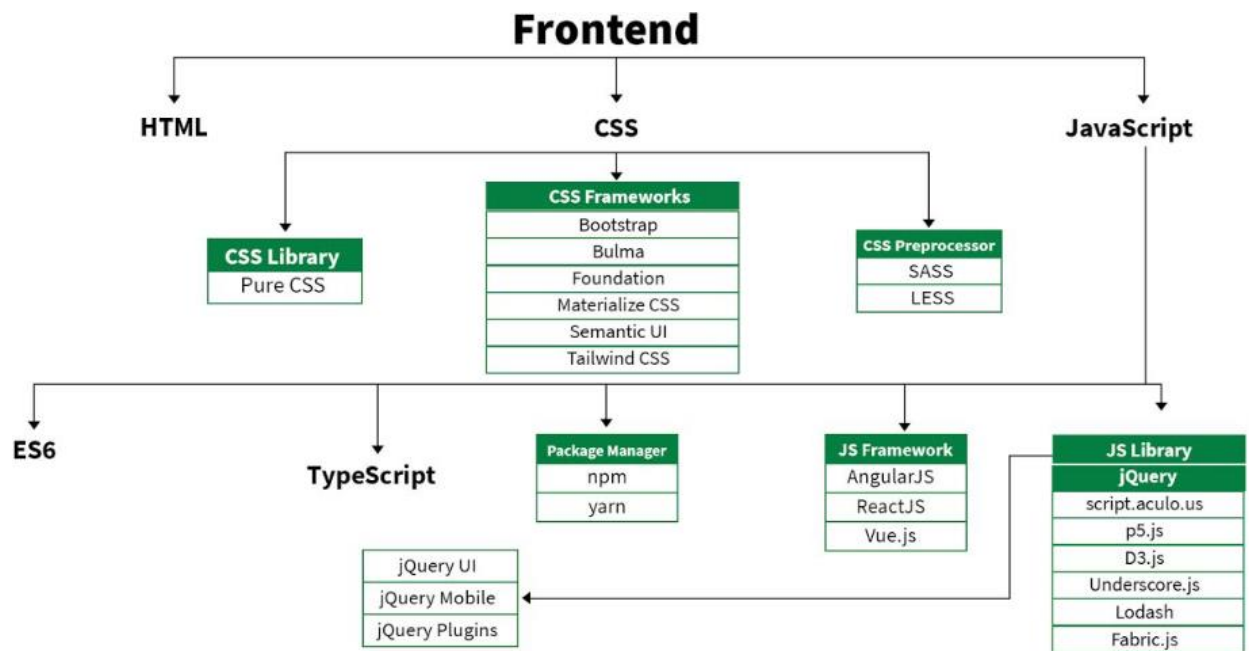 Frontend
HTML
CSS
JavaScript
CSS Library
Pure CSS
CSS Frameworks
Bootstrap
Bulma
Foundation
Materialize CSS
Semantic UI
Tailwind CSS
CSS Preprocessor
SASS
LESS
ES6
TypeScript
Package Manager
npm
yarn
JS Framework
AngularJS
ReactJS
Vue.js
JS Library
jQuery
script.aculo.us
p5.js
D3.js
Underscore.js
Lodash
Fabric.js
jQuery UI
jQuery Mobile
jQuery Plugins